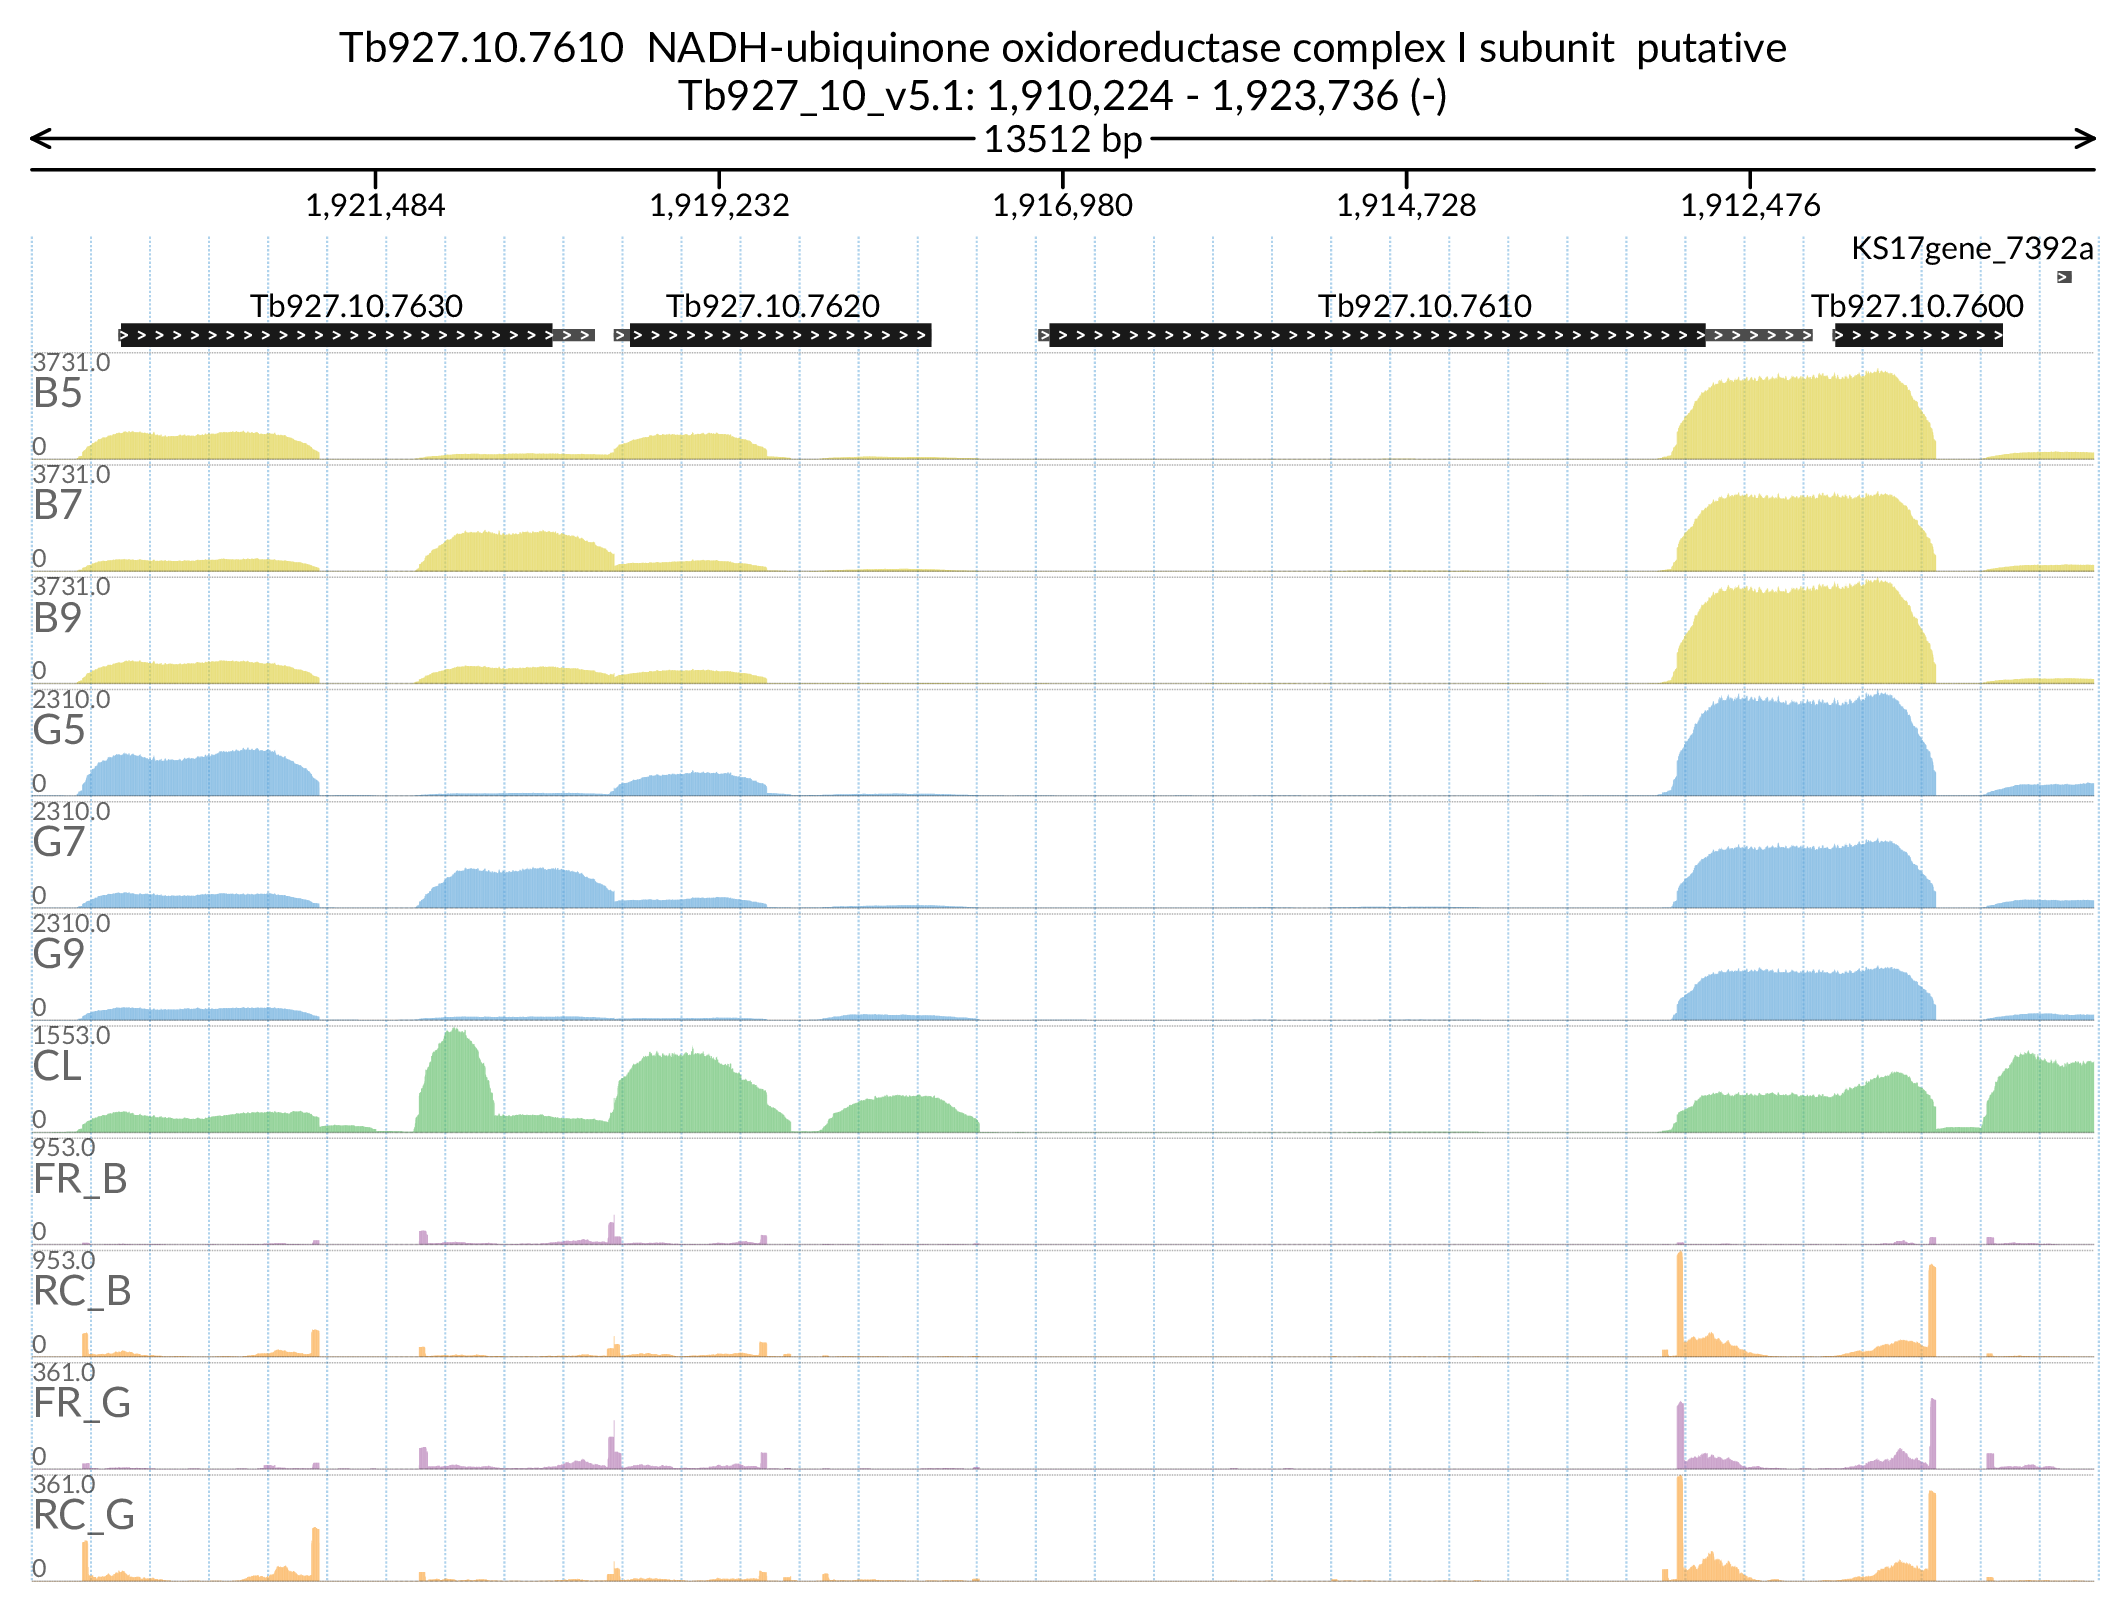 Tb927.10.7610 NADH-ubiquinone oxidoreductase complex I subunit putative
Tb927_10_v5.1: 1,910,224 - 1,923,736 (-)
13512 bp
1,921,484 1,919,232 1,916,980 1,914,728 1,912,476
KS17gene_7392a
Tb927.10.7630 Tb927.10.7620 Tb927.10.7610 Tb927.10.7600
3731.0
B5
0
3731.0
B7
0
3731.0
B9
0
2310.0
G5
0
2310.0
G7
0
2310.0
G9
0
1553.0
CL
0
953.0
FR_B
0
953.0
RC_B
0
361.0
FR_G
0
361.0
RC_G
0